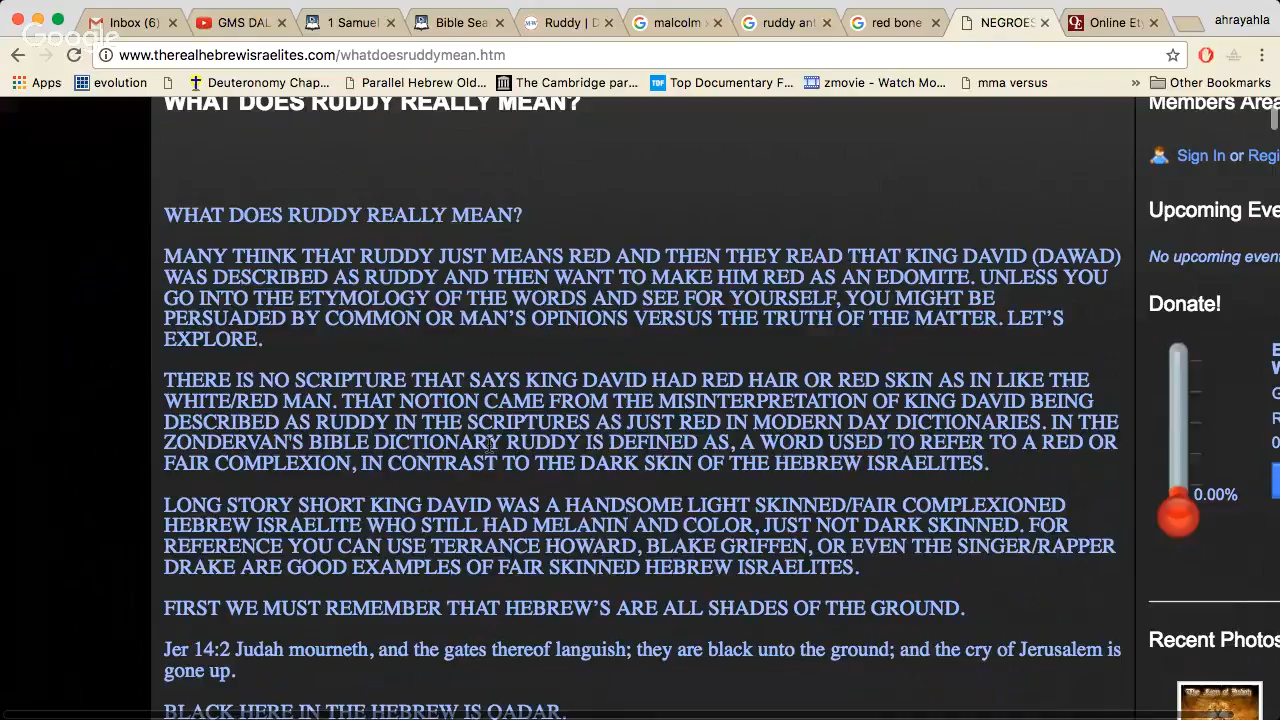 Inbox (6)
GMS DAL
1 Samuel
Bible Sea
Ruddy | D
malcolm x
ruddy ant
red bone
NEGROES
Online Ety
ahrayahla
Google
www.therealhebrewisraelites.com/whatdoesruddymean.htm
Apps
evolution
Deuteronomy Chap...
Parallel Hebrew Old...
The Cambridge par...
TDF
Top Documentary F...
zmovie - Watch Mo...
mma versus
»
Other Bookmarks
WHAT DOES RUDDY REALLY MEAN?
WHAT DOES RUDDY REALLY MEAN?
MANY THINK THAT RUDDY JUST MEANS RED AND THEN THEY READ THAT KING DAVID (DAWAD)
WAS DESCRIBED AS RUDDY AND THEN WANT TO MAKE HIM RED AS AN EDOMITE. UNLESS YOU
GO INTO THE ETYMOLOGY OF THE WORDS AND SEE FOR YOURSELF, YOU MIGHT BE
PERSUADED BY COMMON OR MAN'S OPINIONS VERSUS THE TRUTH OF THE MATTER. LET'S
EXPLORE.
THERE IS NO SCRIPTURE THAT SAYS KING DAVID HAD RED HAIR OR RED SKIN AS IN LIKE THE
WHITE/RED MAN. THAT NOTION CAME FROM THE MISINTERPRETATION OF KING DAVID BEING
DESCRIBED AS RUDDY IN THE SCRIPTURES AS JUST RED IN MODERN DAY DICTIONARIES. IN THE
ZONDERVAN'S BIBLE DICTIONARY RUDDY IS DEFINED AS, A WORD USED TO REFER TO A RED OR
FAIR COMPLEXION, IN CONTRAST TO THE DARK SKIN OF THE HEBREW ISRAELITES.
LONG STORY SHORT KING DAVID WAS A HANDSOME LIGHT SKINNED/FAIR COMPLEXIONED
HEBREW ISRAELITE WHO STILL HAD MELANIN AND COLOR, JUST NOT DARK SKINNED. FOR
REFERENCE YOU CAN USE TERRANCE HOWARD, BLAKE GRIFFEN, OR EVEN THE SINGER/RAPPER
DRAKE ARE GOOD EXAMPLES OF FAIR SKINNED HEBREW ISRAELITES.
FIRST WE MUST REMEMBER THAT HEBREW'S ARE ALL SHADES OF THE GROUND.
Jer 14:2 Judah mourneth, and the gates thereof languish; they are black unto the ground; and the cry of Jerusalem is
gone up.
BLACK HERE IN THE HEBREW IS QADAR.
Members Area
Sign In or Regi
Upcoming Eve
No upcoming event
Donate!
0.00%
Recent Photos
The Lion of Judah